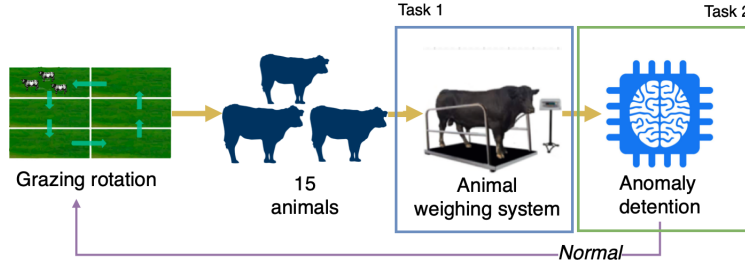 Task 1
Task 2
Grazing rotation
15
animals
Animal
weighing system
Anomaly
detention
Normal